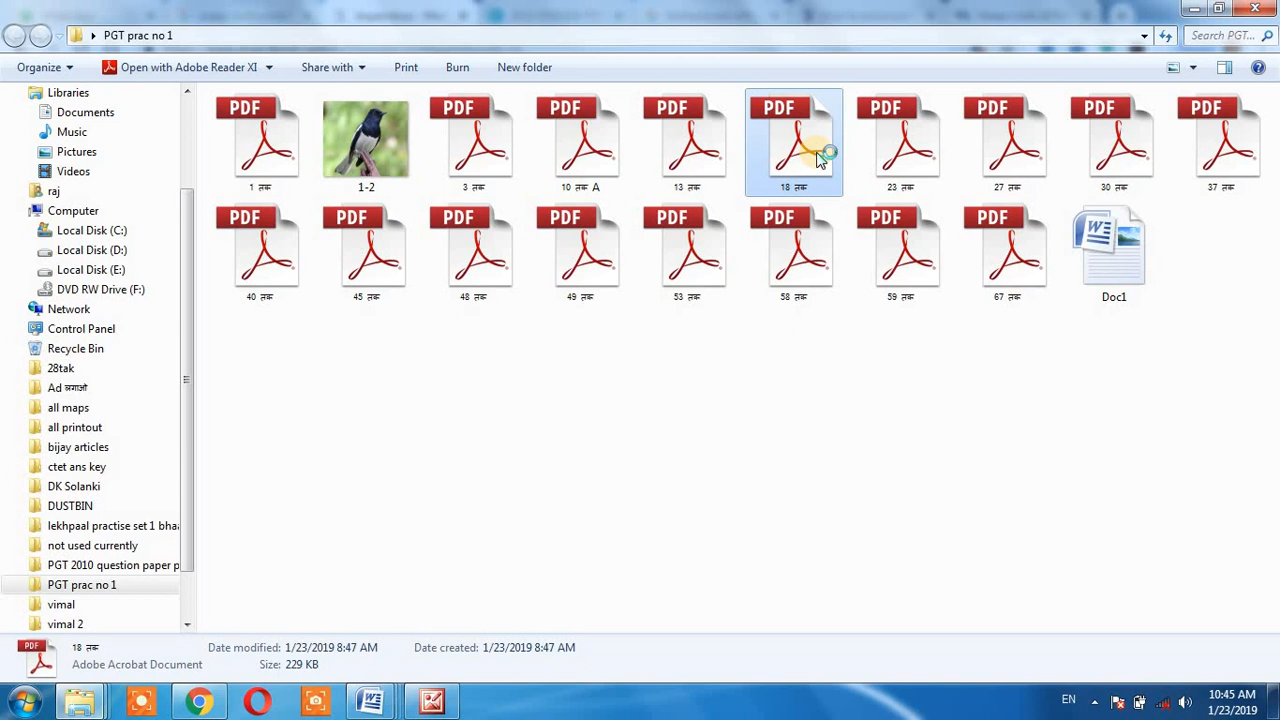 PGT prac no 1
Search PGT...
Organize
Open with Adobe Reader XI
Share with
Print
Burn
New folder
Libraries
Documents
Music
Pictures
Videos
raj
Computer
Local Disk (C:)
Local Disk (D:)
Local Disk (E:)
DVD RW Drive (F:)
Network
Control Panel
Recycle Bin
28tak
Ad लगाओ
all maps
all printout
bijay articles
ctet ans key
DK Solanki
DUSTBIN
lekhpaal practise set 1 bhaa
not used currently
PGT 2010 question paper p
PGT prac no 1
vimal
vimal 2
PDF PDF PDF PDF PDF PDF PDF PDF PDF
1 तक 1-2 3 तक 10 तक A 13 तक 18 तक 23 तक 27 तक 30 तक 37 तक
PDF PDF PDF PDF PDF PDF PDF PDF W
40 तक 45 तक 48 तक 49 तक 53 तक 58 तक 59 तक 67 तक Doc1
PDF
18 तक
Adobe Acrobat Document
Date modified: 1/23/2019 8:47 AM
Size: 229 KB
Date created: 1/23/2019 8:47 AM
W
EN
10:45 AM
1/23/2019